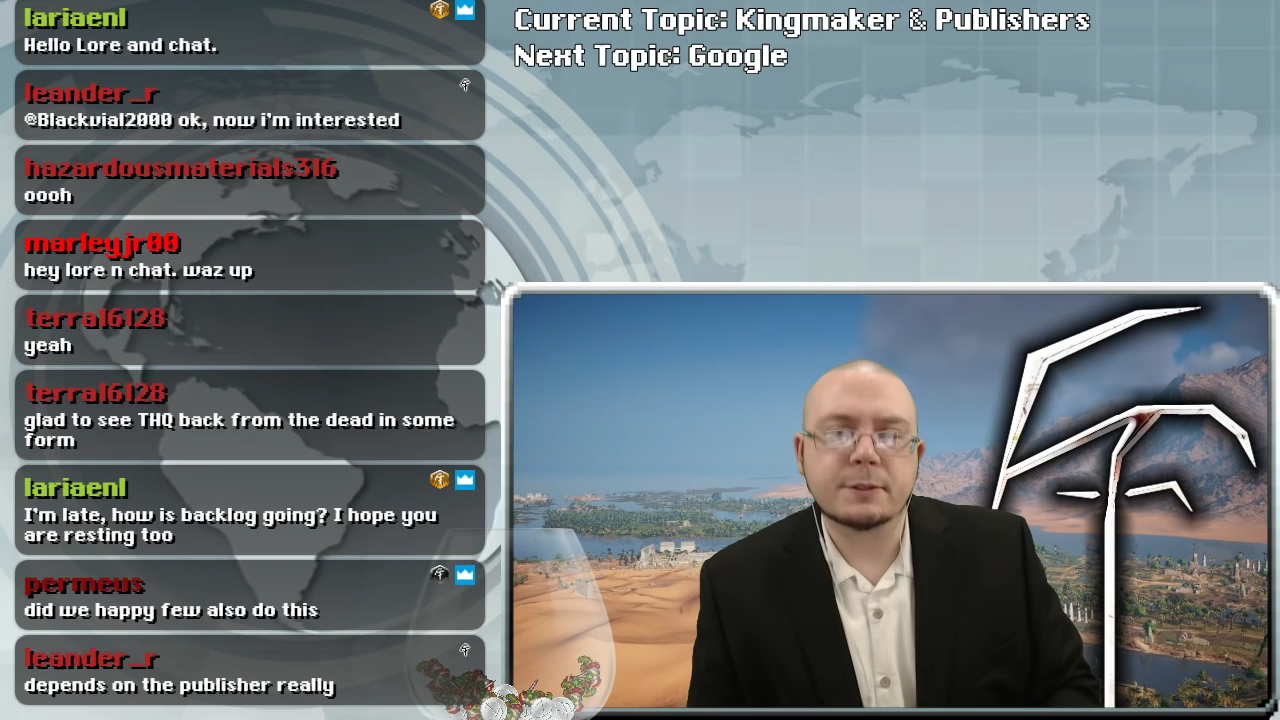 lariaenl
Hello Lore and chat.
leander_r
@Blackvial2000 ok, now i'm interested
hazardousmaterials316
oooh
marleyjr00
hey lore n chat. waz up
terra16128
yeah
terra16128
glad to see THQ back from the dead in some
form
lariaenl
I'm late, how is backlog going? I hope you
are resting too
permeus
did we happy few also do this
leander_r
depends on the publisher really
Current Topic: Kingmaker & Publishers
Next Topic: Google